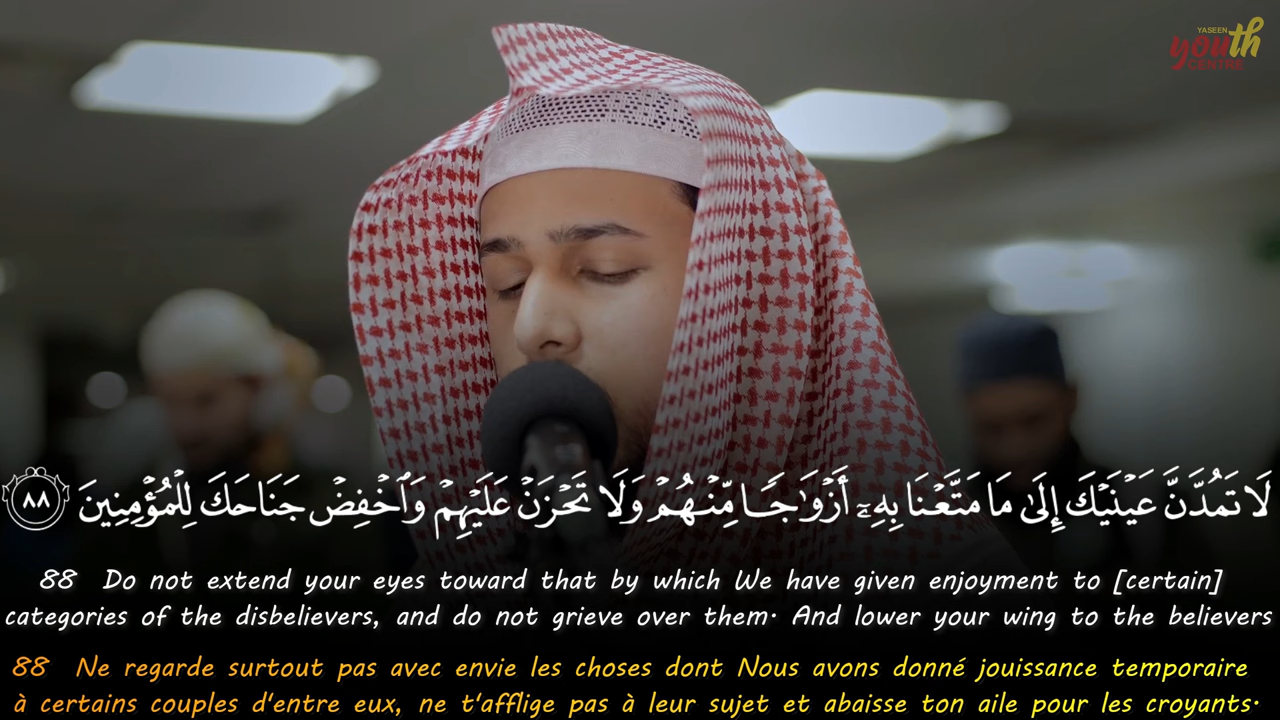 YASEEN
youth
CENTRE
لَا تَمُدَّنَّ عَيْنَيْكَ إِلَىٰ مَا مَتَّعْنَا بِهِۦٓ أَزْوَٰجًا مِّنْهُمْ وَلَا تَحْزَنْ عَلَيْهِمْ وَٱخْفِضْ جَنَاحَكَ لِلْمُؤْمِنِينَ ٨٨
88 Do not extend your eyes toward that by which We have given enjoyment to [certain]
categories of the disbelievers, and do not grieve over them· And lower your wing to the believers
88 Ne regarde surtout pas avec envie les choses dont Nous avons donné jouissance temporaire
à certains couples d'entre eux, ne t'afflige pas à leur sujet et abaisse ton aile pour les croyants·